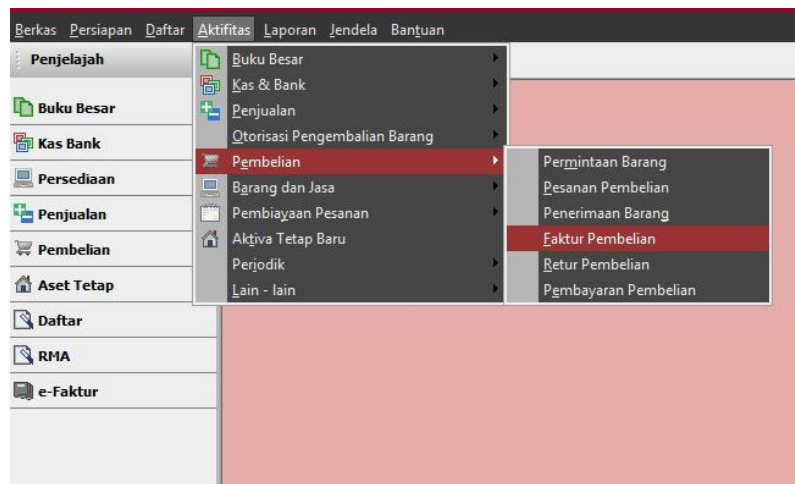 Berkas Persiapan Daftar Aktifitas Laporan Jendela Bantuan
Penjelajah
Buku Besar
Kas Bank
Persediaan
Penjualan
Pembelian
Aset Tetap
Daftar
RMA
e-Faktur
Buku Besar
Kas & Bank
Penjualan
Otorisasi Pengembalian Barang
Pembelian
Barang dan Jasa
Pembiayaan Pesanan
Aktiva Tetap Baru
Periodik
Lain - lain
Permintaan Barang
Pesanan Pembelian
Penerimaan Barang
Faktur Pembelian
Retur Pembelian
Pembayaran Pembelian